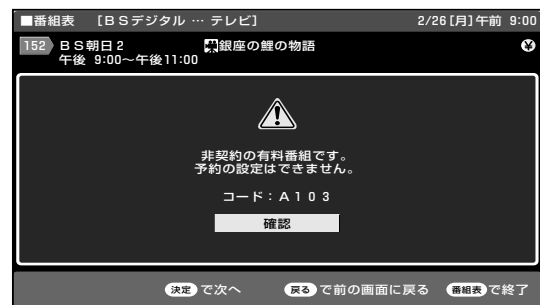 ■番組表 [BSデジタル … テレビ] 2/26[月]午前 9:00
152 BS朝日2 銀座の鯉の物語 ¥
午後 9:00〜午後11:00
非契約の有料番組です。
予約の設定はできません。
コード:A103
確認
決定 で次へ 戻る で前の画面に戻る 番組表 で終了